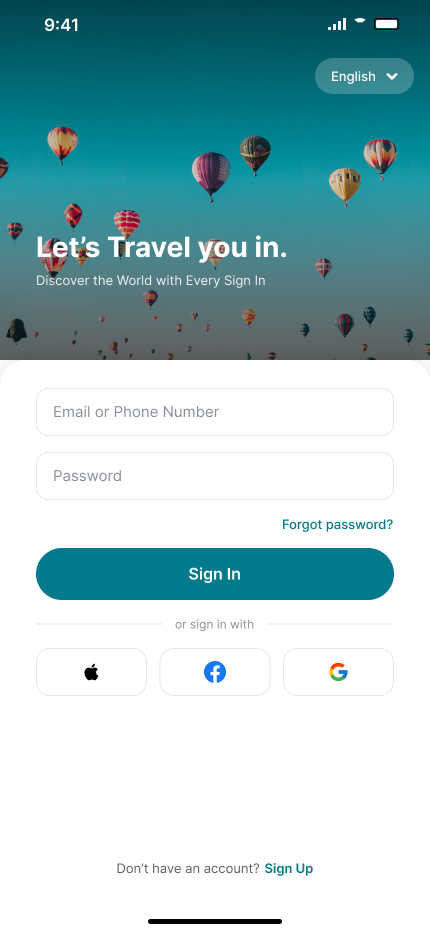 9:41
English
Let's Travel you in.
Discover the World with Every Sign In
Email or Phone Number
Password
Forgot password?
Sign In
or sign in with
Don't have an account? Sign Up